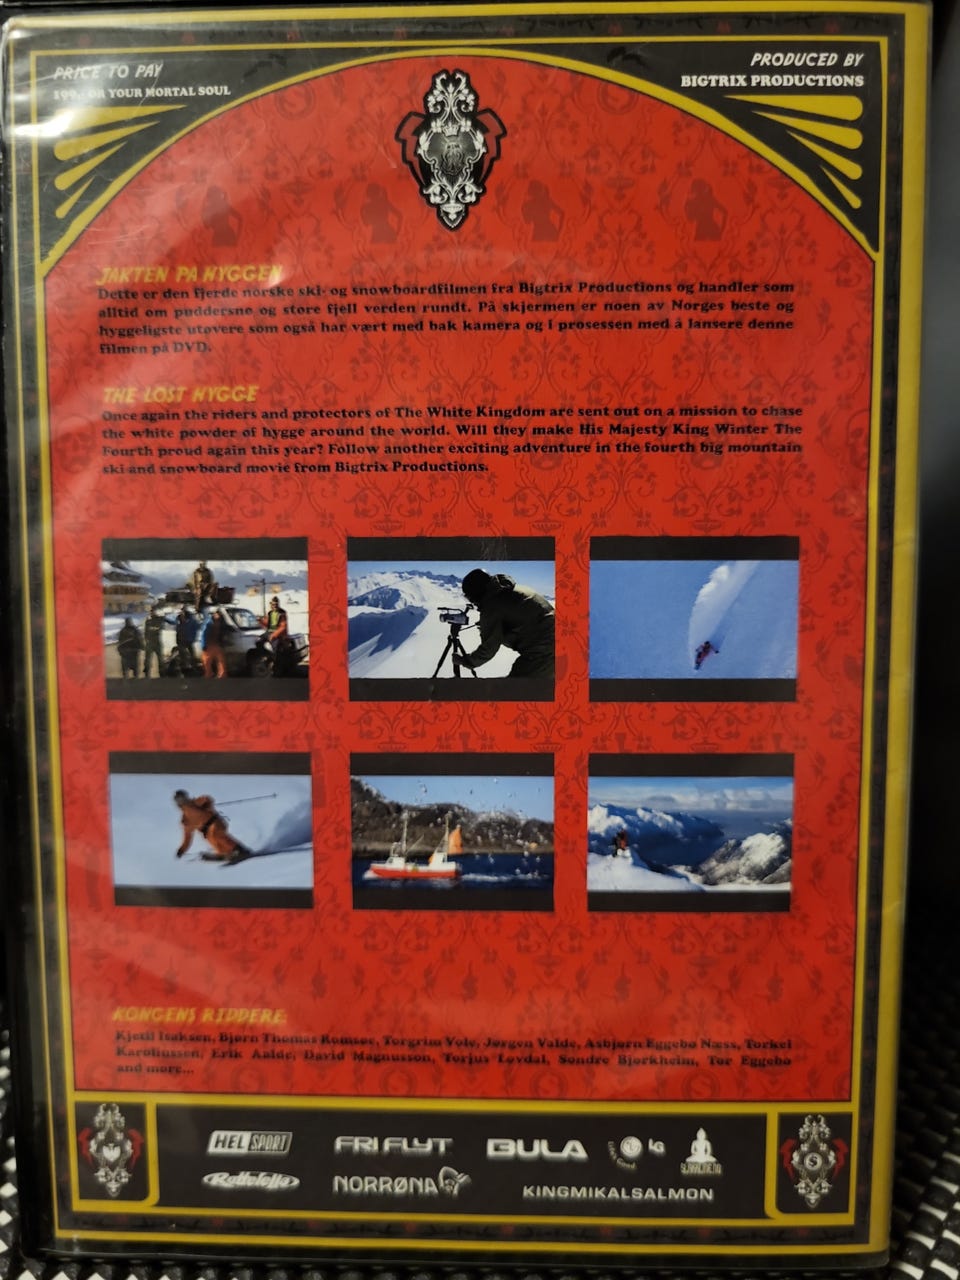 PRICE TO PAY
199,- OR YOUR MORTAL SOUL
PRODUCED BY
BIGTRIX PRODUCTIONS
JAKTEN PÅ HYGGEN
Dette er den fjerde norske ski- og snowboardfilmen fra Bigtrix Productions og handler som
alltid om puddersnø og store fjell verden rundt. På skjermen er noen av Norges beste og
hyggeligste utøvere som også har vært med bak kamera og i prosessen med å lansere denne
filmen på DVD.
THE LOST HYGGE
Once again the riders and protectors of The White Kingdom are sent out on a mission to chase
the white powder of hygge around the world. Will they make His Majesty King Winter The
Fourth proud again this year? Follow another exciting adventure in the fourth big mountain
ski and snowboard movie from Bigtrix Productions.
KONGENS RIDDERE:
Kjetil Isaksen, Bjørn Thomas Romsøe, Torgrim Vole, Jørgen Valde, Asbjørn Eggebø Næss, Torkel
Karoliussen, Erik Aalde, David Magnusson, Torjus Løvdal, Sondre Bjørkheim, Tor Eggebø
and more...
HEL SPORT
FRI FLYT
BULA
LG
Life's Good
Rottefella
NORRØNA
KINGMIKALSALMON